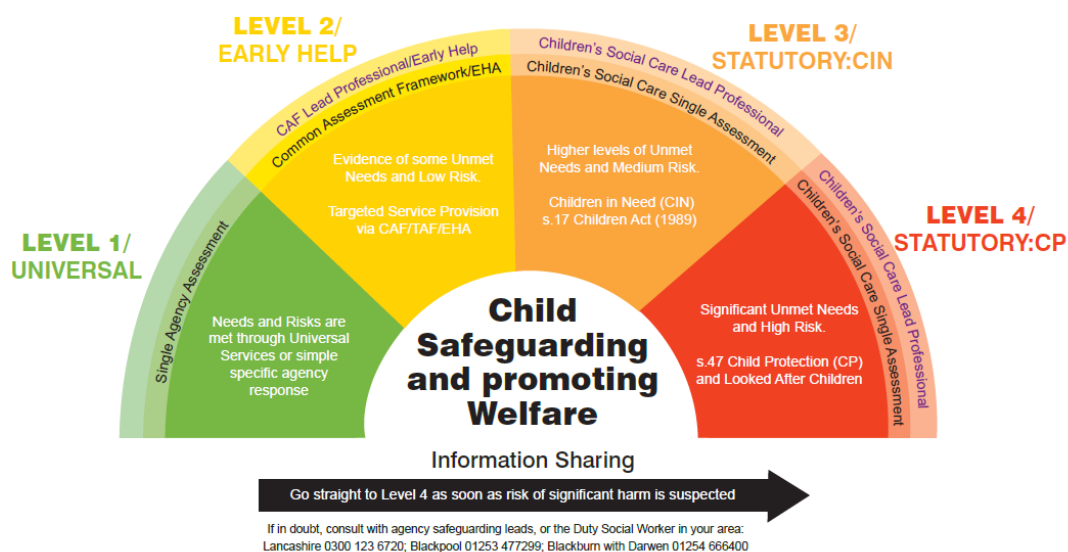 LEVEL 1/
UNIVERSAL
Single Agency Assessment
Needs and Risks are
met through Universal
Services or simple
specific agency
response
LEVEL 2/
EARLY HELP
CAF Lead Professional/Early Help
Common Assessment Framework/EHA
Evidence of some Unmet
Needs and Low Risk.
Targeted Service Provision
via CAF/TAF/EHA
LEVEL 3/
STATUTORY:CIN
Children's Social Care Lead Professional
Children's Social Care Single Assessment
Higher levels of Unmet
Needs and Medium Risk.
Children in Need (CIN)
s.17 Children Act (1989)
LEVEL 4/
STATUTORY:CP
Children's Social Care Lead Professional
Children's Social Care Single Assessment
Significant Unmet Needs
and High Risk.
s.47 Child Protection (CP)
and Looked After Children
Child
Safeguarding
and promoting
Welfare
Information Sharing
Go straight to Level 4 as soon as risk of significant harm is suspected
If in doubt, consult with agency safeguarding leads, or the Duty Social Worker in your area:
Lancashire 0300 123 6720; Blackpool 01253 477299; Blackburn with Darwen 01254 666400